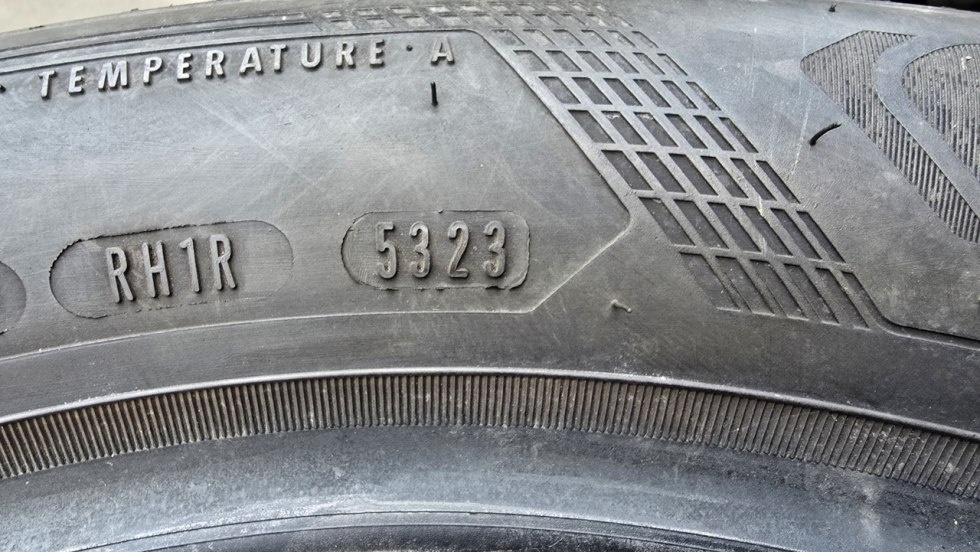 · TEMPERATURE · A
RH1R 5323